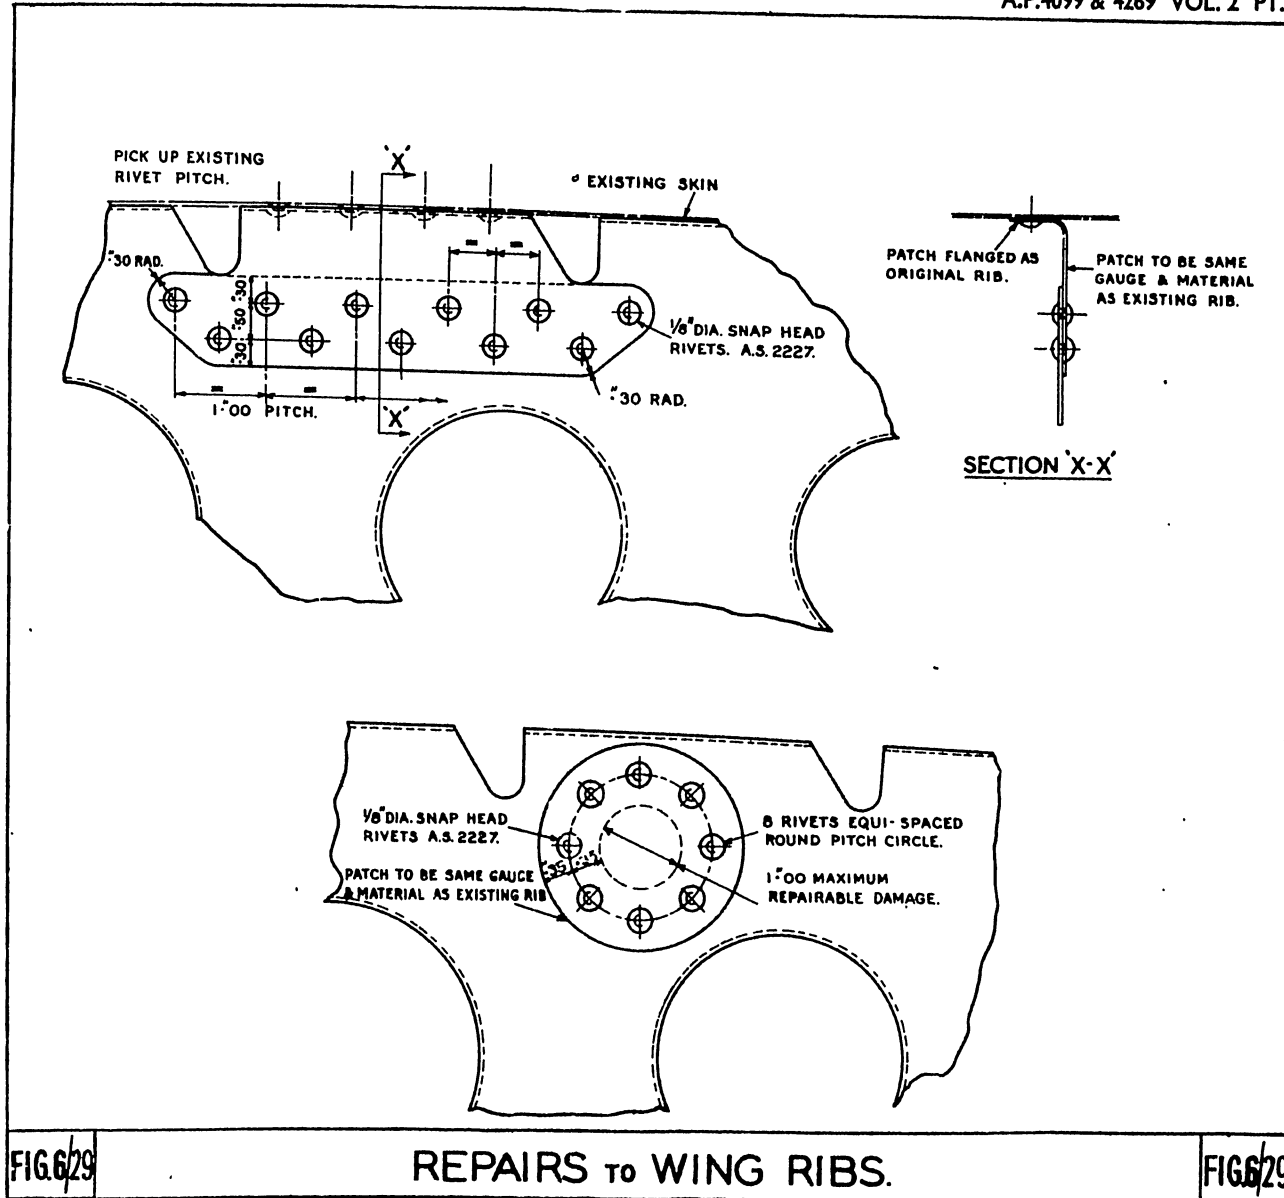 A.P. 4099 & 4269 VOL. 2 PT.
PICK UP EXISTING
RIVET PITCH.
'X'
EXISTING SKIN
·"30 RAD.
·"30
·"50
·"30
= =
1/8" DIA. SNAP HEAD
RIVETS. A.S. 2227.
·"30 RAD.
= =
1·"00 PITCH.
'X'
PATCH FLANGED AS
ORIGINAL RIB.
PATCH TO BE SAME
GAUGE & MATERIAL
AS EXISTING RIB.
SECTION 'X-X'
1/8" DIA. SNAP HEAD
RIVETS A.S. 2227.
PATCH TO BE SAME GAUGE
& MATERIAL AS EXISTING RIB
·"35
8 RIVETS EQUI-SPACED
ROUND PITCH CIRCLE.
1·"00 MAXIMUM
REPAIRABLE DAMAGE.
FIG.6/29
REPAIRS TO WING RIBS.
FIG.6/29